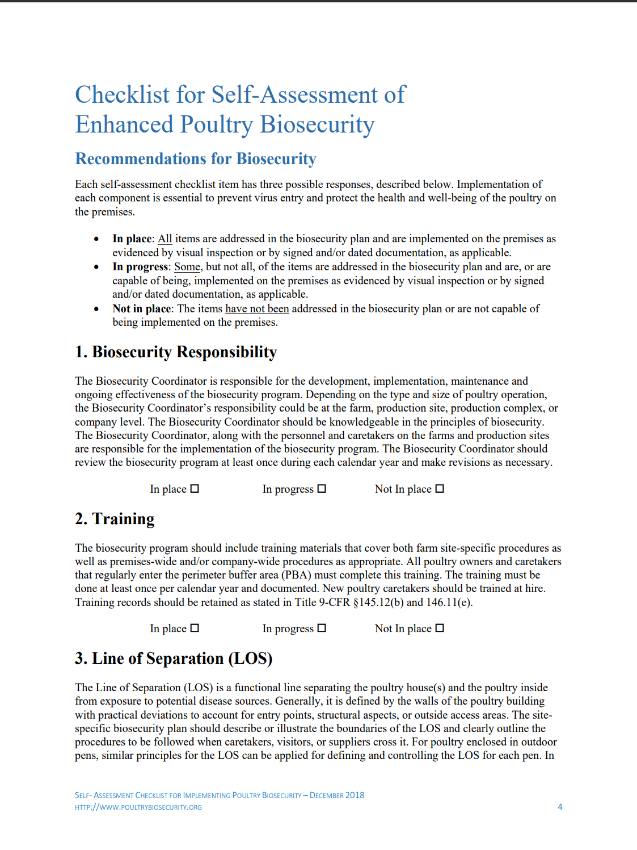 Checklist for Self-Assessment of
Enhanced Poultry Biosecurity
Recommendations for Biosecurity
Each self-assessment checklist item has three possible responses, described below. Implementation of
each component is essential to prevent virus entry and protect the health and well-being of the poultry on
the premises.
• In place: All items are addressed in the biosecurity plan and are implemented on the premises as
evidenced by visual inspection or by signed and/or dated documentation, as applicable.
• In progress: Some, but not all, of the items are addressed in the biosecurity plan and are, or are
capable of being, implemented on the premises as evidenced by visual inspection or by signed
and/or dated documentation, as applicable.
• Not in place: The items have not been addressed in the biosecurity plan or are not capable of
being implemented on the premises.
1. Biosecurity Responsibility
The Biosecurity Coordinator is responsible for the development, implementation, maintenance and
ongoing effectiveness of the biosecurity program. Depending on the type and size of poultry operation,
the Biosecurity Coordinator's responsibility could be at the farm, production site, production complex, or
company level. The Biosecurity Coordinator should be knowledgeable in the principles of biosecurity.
The Biosecurity Coordinator, along with the personnel and caretakers on the farms and production sites
are responsible for the implementation of the biosecurity program. The Biosecurity Coordinator should
review the biosecurity program at least once during each calendar year and make revisions as necessary.
In place ☐ In progress ☐ Not In place ☐
2. Training
The biosecurity program should include training materials that cover both farm site-specific procedures as
well as premises-wide and/or company-wide procedures as appropriate. All poultry owners and caretakers
that regularly enter the perimeter buffer area (PBA) must complete this training. The training must be
done at least once per calendar year and documented. New poultry caretakers should be trained at hire.
Training records should be retained as stated in Title 9-CFR §145.12(b) and 146.11(e).
In place ☐ In progress ☐ Not In place ☐
3. Line of Separation (LOS)
The Line of Separation (LOS) is a functional line separating the poultry house(s) and the poultry inside
from exposure to potential disease sources. Generally, it is defined by the walls of the poultry building
with practical deviations to account for entry points, structural aspects, or outside access areas. The site-
specific biosecurity plan should describe or illustrate the boundaries of the LOS and clearly outline the
procedures to be followed when caretakers, visitors, or suppliers cross it. For poultry enclosed in outdoor
pens, similar principles for the LOS can be applied for defining and controlling the LOS for each pen. In
SELF- ASSESSMENT CHECKLIST FOR IMPLEMENTING POULTRY BIOSECURITY – DECEMBER 2018
HTTP://WWW.POULTRYBIOSECURITY.ORG 4